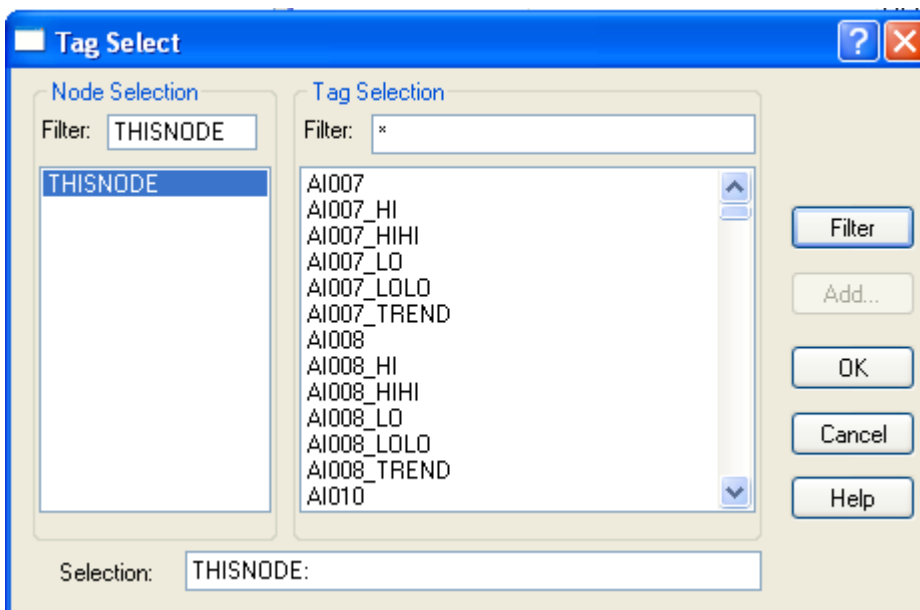 Tag Select
Node Selection
Filter: THISNODE
THISNODE
Tag Selection
Filter: *
AI007
AI007_HI
AI007_HIHI
AI007_LO
AI007_LOLO
AI007_TREND
AI008
AI008_HI
AI008_HIHI
AI008_LO
AI008_LOLO
AI008_TREND
AI010
Filter
Add...
OK
Cancel
Help
Selection: THISNODE: